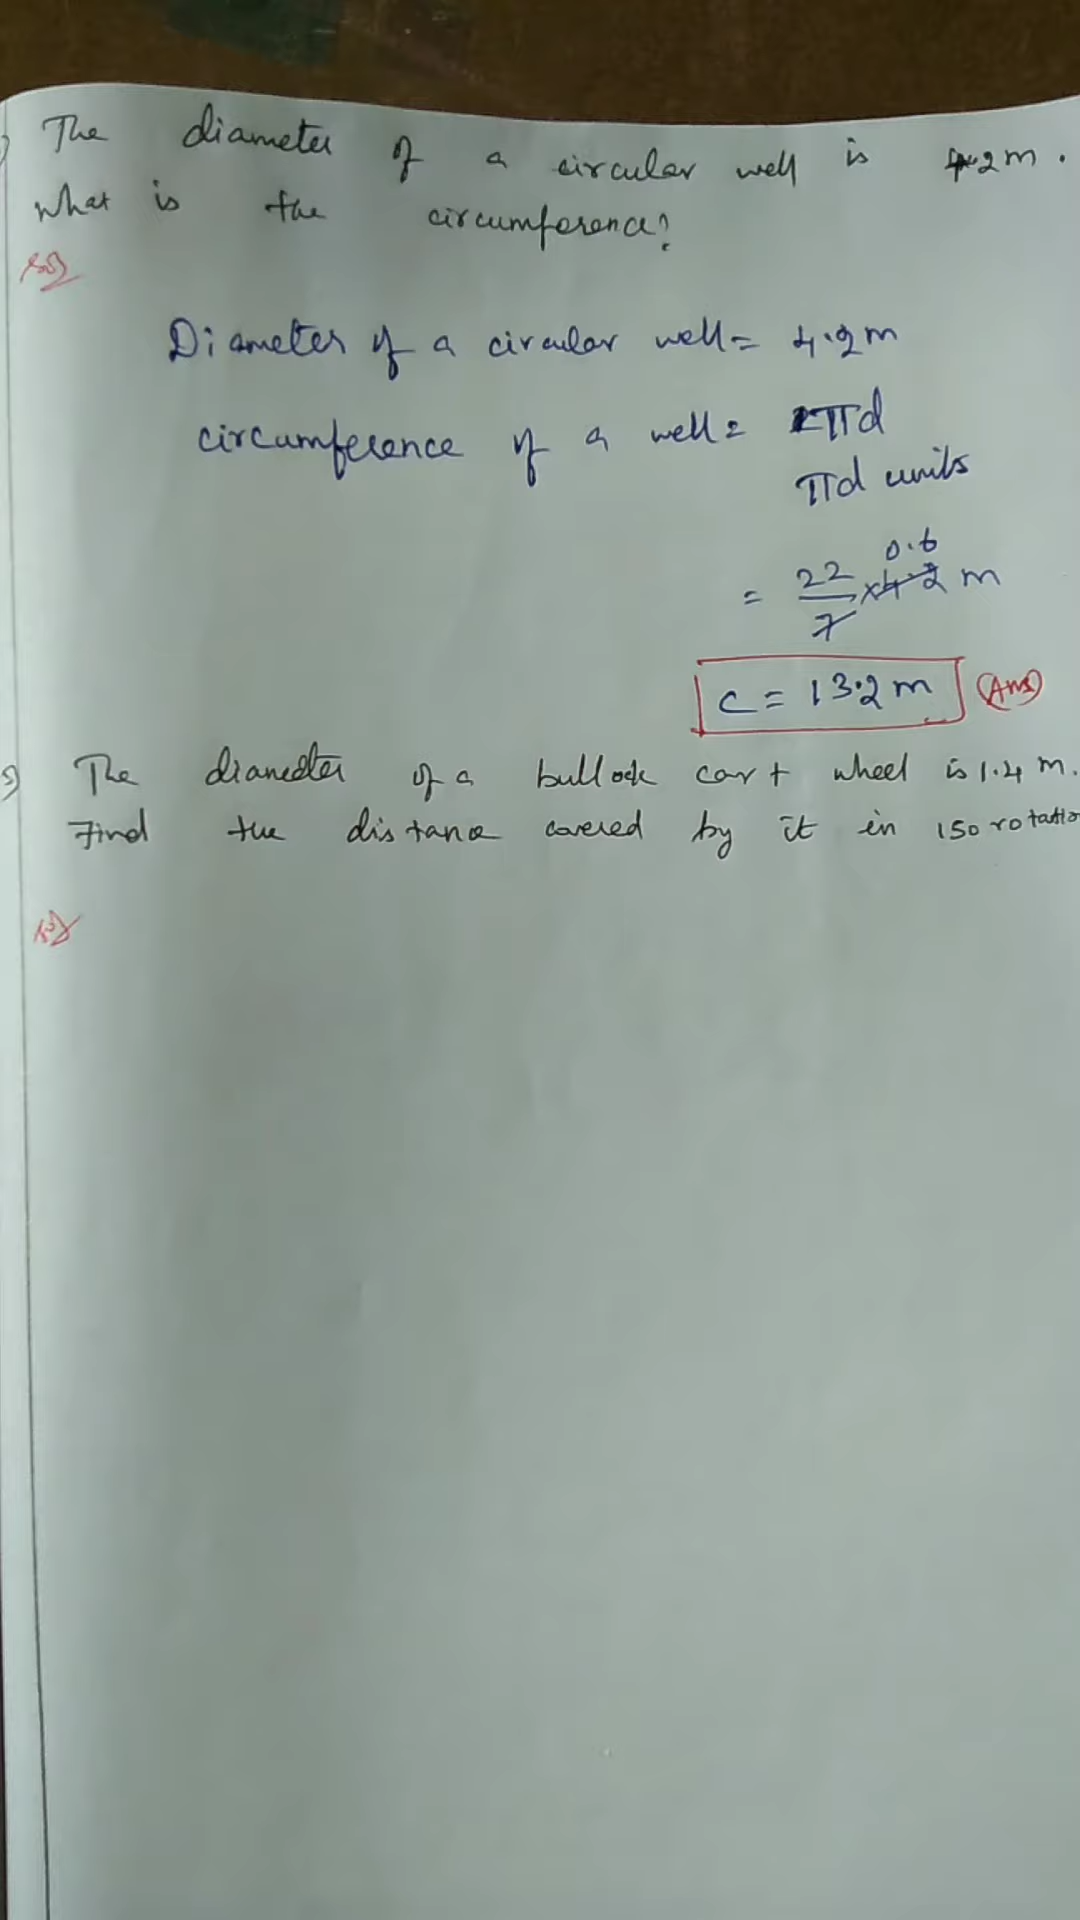 The diameter of a circular well is 4.2m.
What is the circumference?
Sol
Diameter of a circular well = 4.2m
circumference of a well = πd
πd units
0.6
= 22/7 x 4.2 m
C = 13.2 m Ans
5) The diameter of a bullock cart wheel is 1.4 m.
Find the distance covered by it in 150 rotatio
Sol